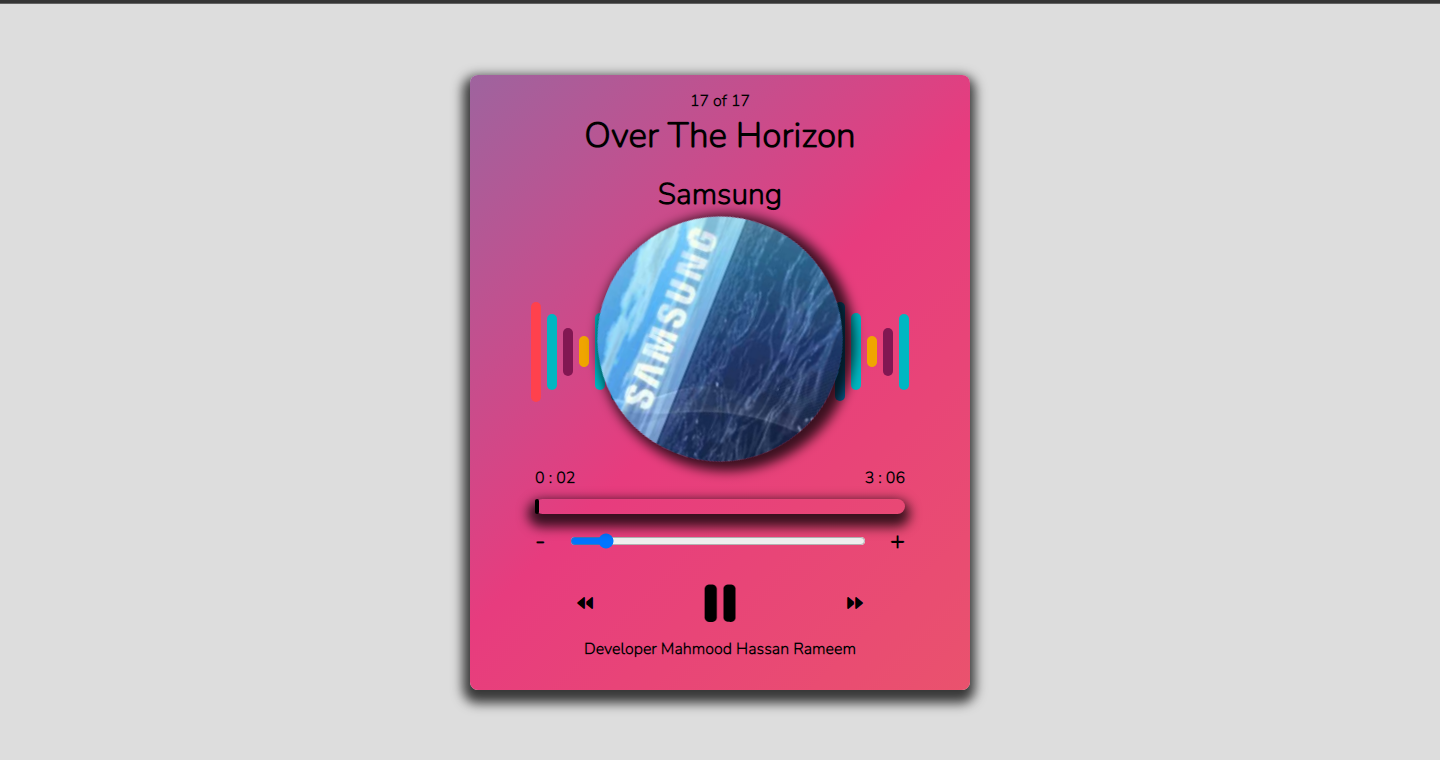 17 of 17
Over The Horizon
Samsung
SAMSUNG
0 : 02 3 : 06
- +
Developer Mahmood Hassan Rameem